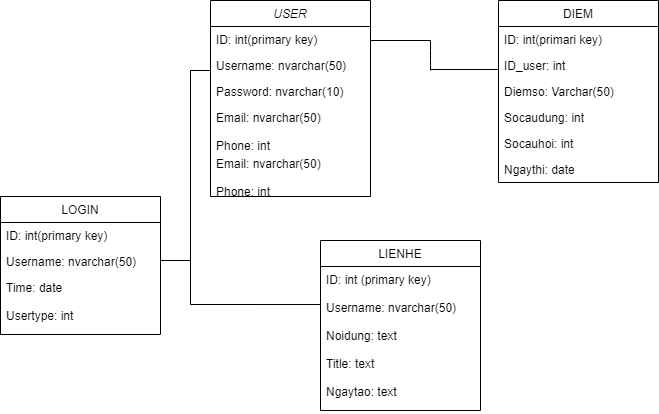 USER
ID: int(primary key)
Username: nvarchar(50)
Password: nvarchar(10)
Email: nvarchar(50)
Phone: int
Email: nvarchar(50)
Phone: int
DIEM
ID: int(primari key)
ID_user: int
Diemso: Varchar(50)
Socaudung: int
Socauhoi: int
Ngaythi: date
LOGIN
ID: int(primary key)
Username: nvarchar(50)
Time: date
Usertype: int
LIENHE
ID: int (primary key)
Username: nvarchar(50)
Noidung: text
Title: text
Ngaytao: text